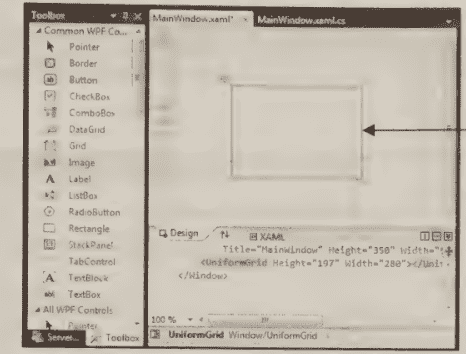 Toolbox
Common WPF Co...
Pointer
Border
Button
CheckBox
ComboBox
DataGrid
Grid
Image
Label
ListBox
RadioButton
Rectangle
StackPanel
TabControl
TextBlock
TextBox
All WPF Controls
Pointer
Server... Toolbox
MainWindow.xaml* MainWindow.xaml.cs
Design XAML
Title="MainWindow" Height="350" Width="
<UniformGrid Height="197" Width="280"></Unif
</Window>
100 %
UniformGrid Window/UniformGrid